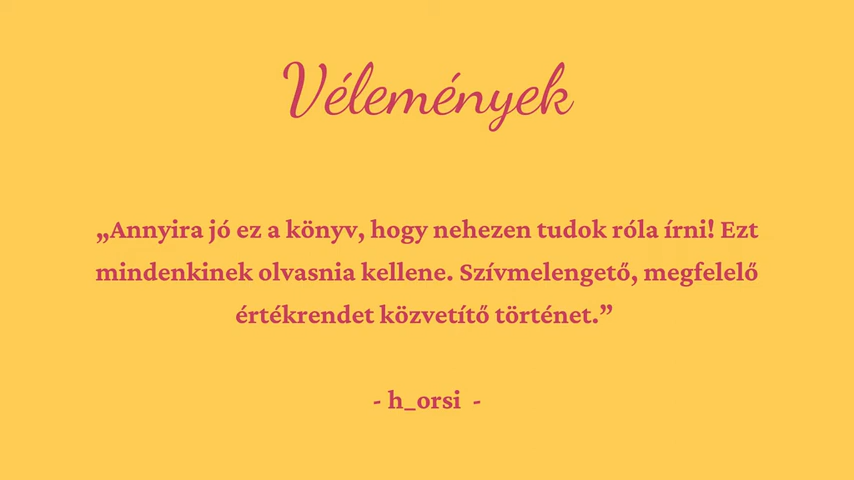 Vélemények
„Annyira jó ez a könyv, hogy nehezen tudok róla írni! Ezt
mindenkinek olvasnia kellene. Szívmelengető, megfelelő
értékrendet közvetítő történet.”
- h_orsi -